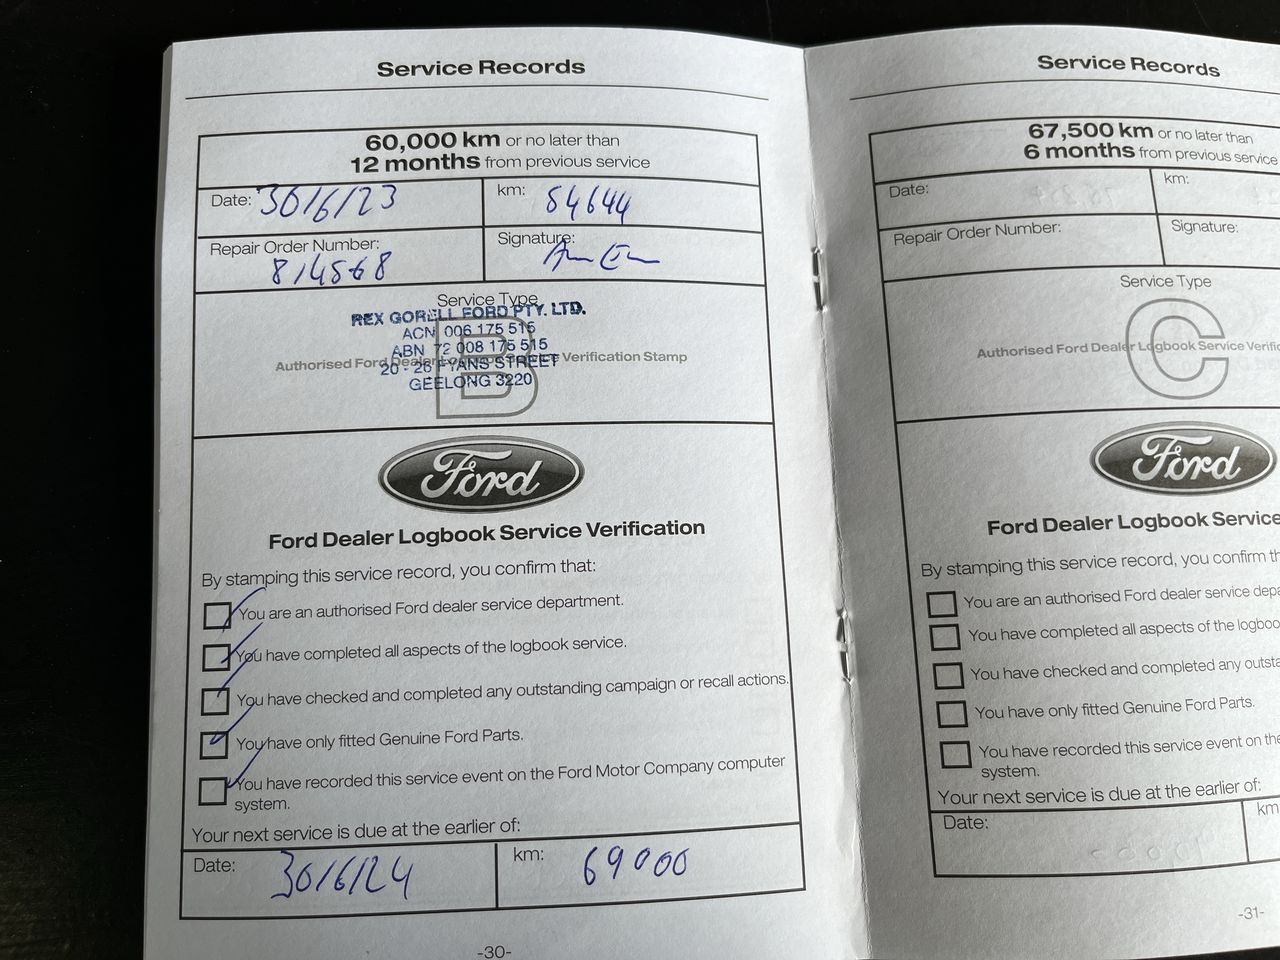 Service Records
60,000 km or no later than
12 months from previous service
Date: 30/6/23
km: 54644
Repair Order Number:
814568
Signature:
Service Type
B
REX GORELL FORD PTY. LTD.
ACN 006 175 515
ABN 72 008 175 515
Authorised Ford Dealer Logbook Service Verification Stamp
20 - 26 FYANS STREET
GEELONG 3220
Ford
Ford Dealer Logbook Service Verification
By stamping this service record, you confirm that:
You are an authorised Ford dealer service department.
You have completed all aspects of the logbook service.
You have checked and completed any outstanding campaign or recall actions.
You have only fitted Genuine Ford Parts.
You have recorded this service event on the Ford Motor Company computer
system.
Your next service is due at the earlier of:
Date: 30/6/24
km: 69000
-30-
Service Records
67,500 km or no later than
6 months from previous service
Date:
km:
Repair Order Number:
Signature:
Service Type
C
Authorised Ford Dealer Logbook Service Verific
Ford
Ford Dealer Logbook Service
By stamping this service record, you confirm th
You are an authorised Ford dealer service depa
You have completed all aspects of the logboo
You have checked and completed any outsta
You have only fitted Genuine Ford Parts.
You have recorded this service event on the
system.
Your next service is due at the earlier of:
Date:
km
-31-